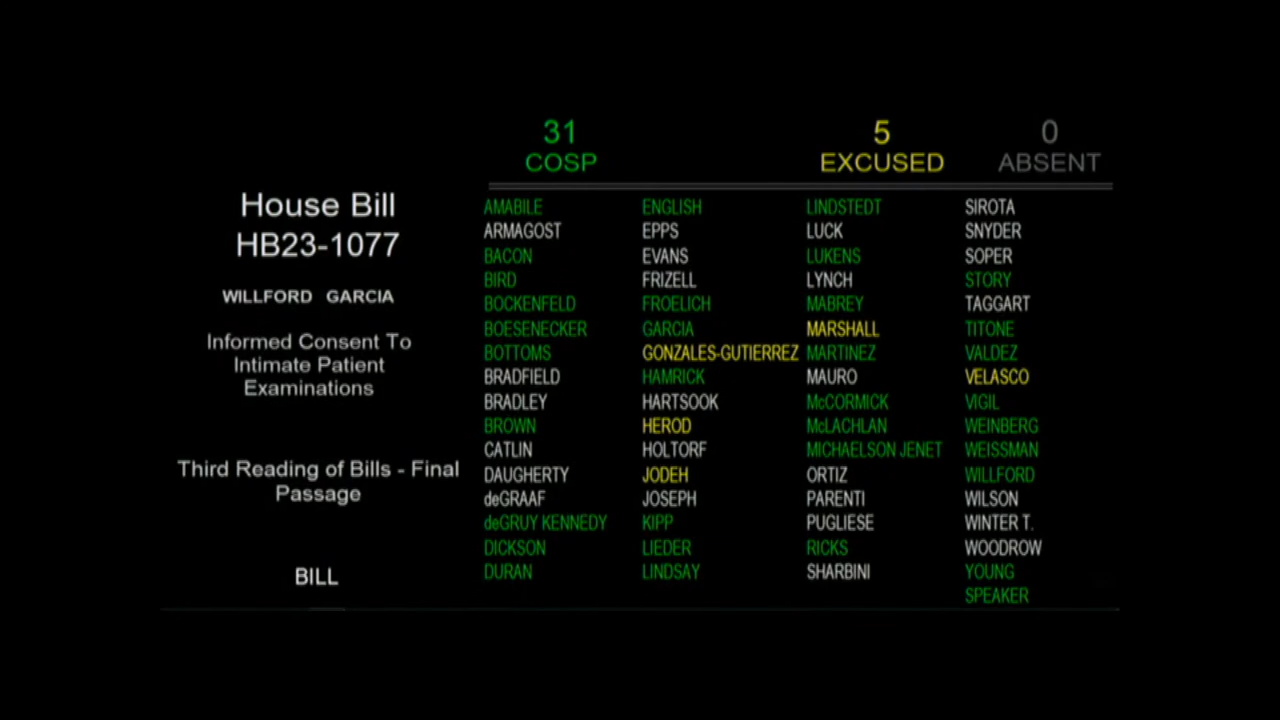 31 5 0
COSP EXCUSED ABSENT
House Bill
HB23-1077
WILLFORD GARCIA
Informed Consent To
Intimate Patient
Examinations
Third Reading of Bills - Final
Passage
BILL
AMABILE
ARMAGOST
BACON
BIRD
BOCKENFELD
BOESENECKER
BOTTOMS
BRADFIELD
BRADLEY
BROWN
CATLIN
DAUGHERTY
deGRAAF
deGRUY KENNEDY
DICKSON
DURAN
ENGLISH
EPPS
EVANS
FRIZELL
FROELICH
GARCIA
GONZALES-GUTIERREZ
HAMRICK
HARTSOOK
HEROD
HOLTORF
JODEH
JOSEPH
KIPP
LIEDER
LINDSAY
LINDSTEDT
LUCK
LUKENS
LYNCH
MABREY
MARSHALL
MARTINEZ
MAURO
McCORMICK
McLACHLAN
MICHAELSON JENET
ORTIZ
PARENTI
PUGLIESE
RICKS
SHARBINI
SIROTA
SNYDER
SOPER
STORY
TAGGART
TITONE
VALDEZ
VELASCO
VIGIL
WEINBERG
WEISSMAN
WILLFORD
WILSON
WINTER T.
WOODROW
YOUNG
SPEAKER